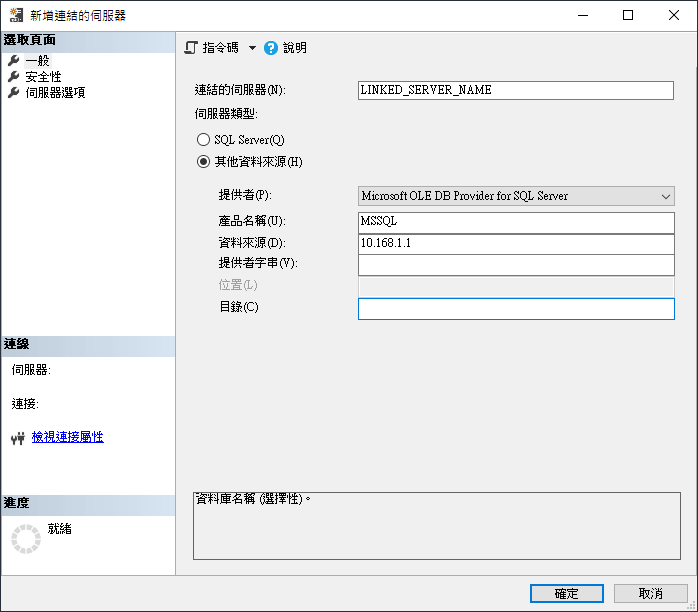 新增連結的伺服器
選取頁面
一般
安全性
伺服器選項
指令碼
說明
連結的伺服器(N):
LINKED_SERVER_NAME
伺服器類型:
SQL Server(Q)
其他資料來源(H)
提供者(P):
Microsoft OLE DB Provider for SQL Server
產品名稱(U):
MSSQL
資料來源(D):
10.168.1.1
提供者字串(V):
位置(L)
目錄(C)
連線
伺服器:
連接:
檢視連接屬性
進度
就緒
資料庫名稱 (選擇性)。
確定
取消